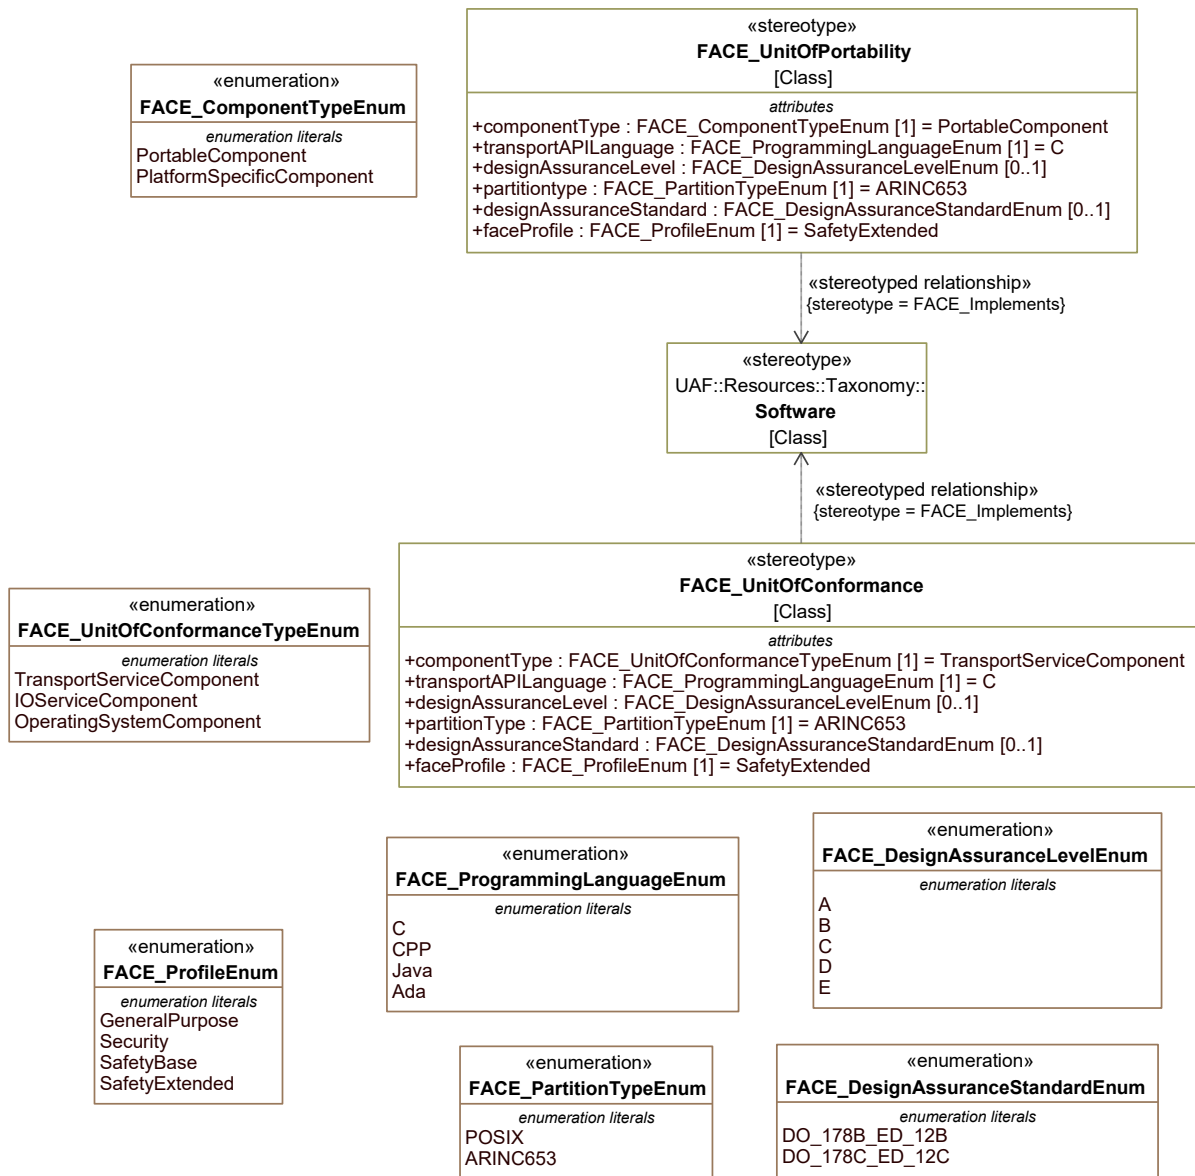 «stereotype»
FACE_UnitOfPortability
[Class]
attributes
+componentType : FACE_ComponentTypeEnum [1] = PortableComponent
+transportAPILanguage : FACE_ProgrammingLanguageEnum [1] = C
+designAssuranceLevel : FACE_DesignAssuranceLevelEnum [0..1]
+partitiontype : FACE_PartitionTypeEnum [1] = ARINC653
+designAssuranceStandard : FACE_DesignAssuranceStandardEnum [0..1]
+faceProfile : FACE_ProfileEnum [1] = SafetyExtended
«enumeration»
FACE_ComponentTypeEnum
enumeration literals
PortableComponent
PlatformSpecificComponent
«stereotyped relationship»
{stereotype = FACE_Implements}
«stereotype»
UAF::Resources::Taxonomy::
Software
[Class]
«stereotyped relationship»
{stereotype = FACE_Implements}
«stereotype»
FACE_UnitOfConformance
[Class]
attributes
+componentType : FACE_UnitOfConformanceTypeEnum [1] = TransportServiceComponent
+transportAPILanguage : FACE_ProgrammingLanguageEnum [1] = C
+designAssuranceLevel : FACE_DesignAssuranceLevelEnum [0..1]
+partitionType : FACE_PartitionTypeEnum [1] = ARINC653
+designAssuranceStandard : FACE_DesignAssuranceStandardEnum [0..1]
+faceProfile : FACE_ProfileEnum [1] = SafetyExtended
«enumeration»
FACE_UnitOfConformanceTypeEnum
enumeration literals
TransportServiceComponent
IOServiceComponent
OperatingSystemComponent
«enumeration»
FACE_ProgrammingLanguageEnum
enumeration literals
C
CPP
Java
Ada
«enumeration»
FACE_DesignAssuranceLevelEnum
enumeration literals
A
B
C
D
E
«enumeration»
FACE_ProfileEnum
enumeration literals
GeneralPurpose
Security
SafetyBase
SafetyExtended
«enumeration»
FACE_PartitionTypeEnum
enumeration literals
POSIX
ARINC653
«enumeration»
FACE_DesignAssuranceStandardEnum
enumeration literals
DO_178B_ED_12B
DO_178C_ED_12C